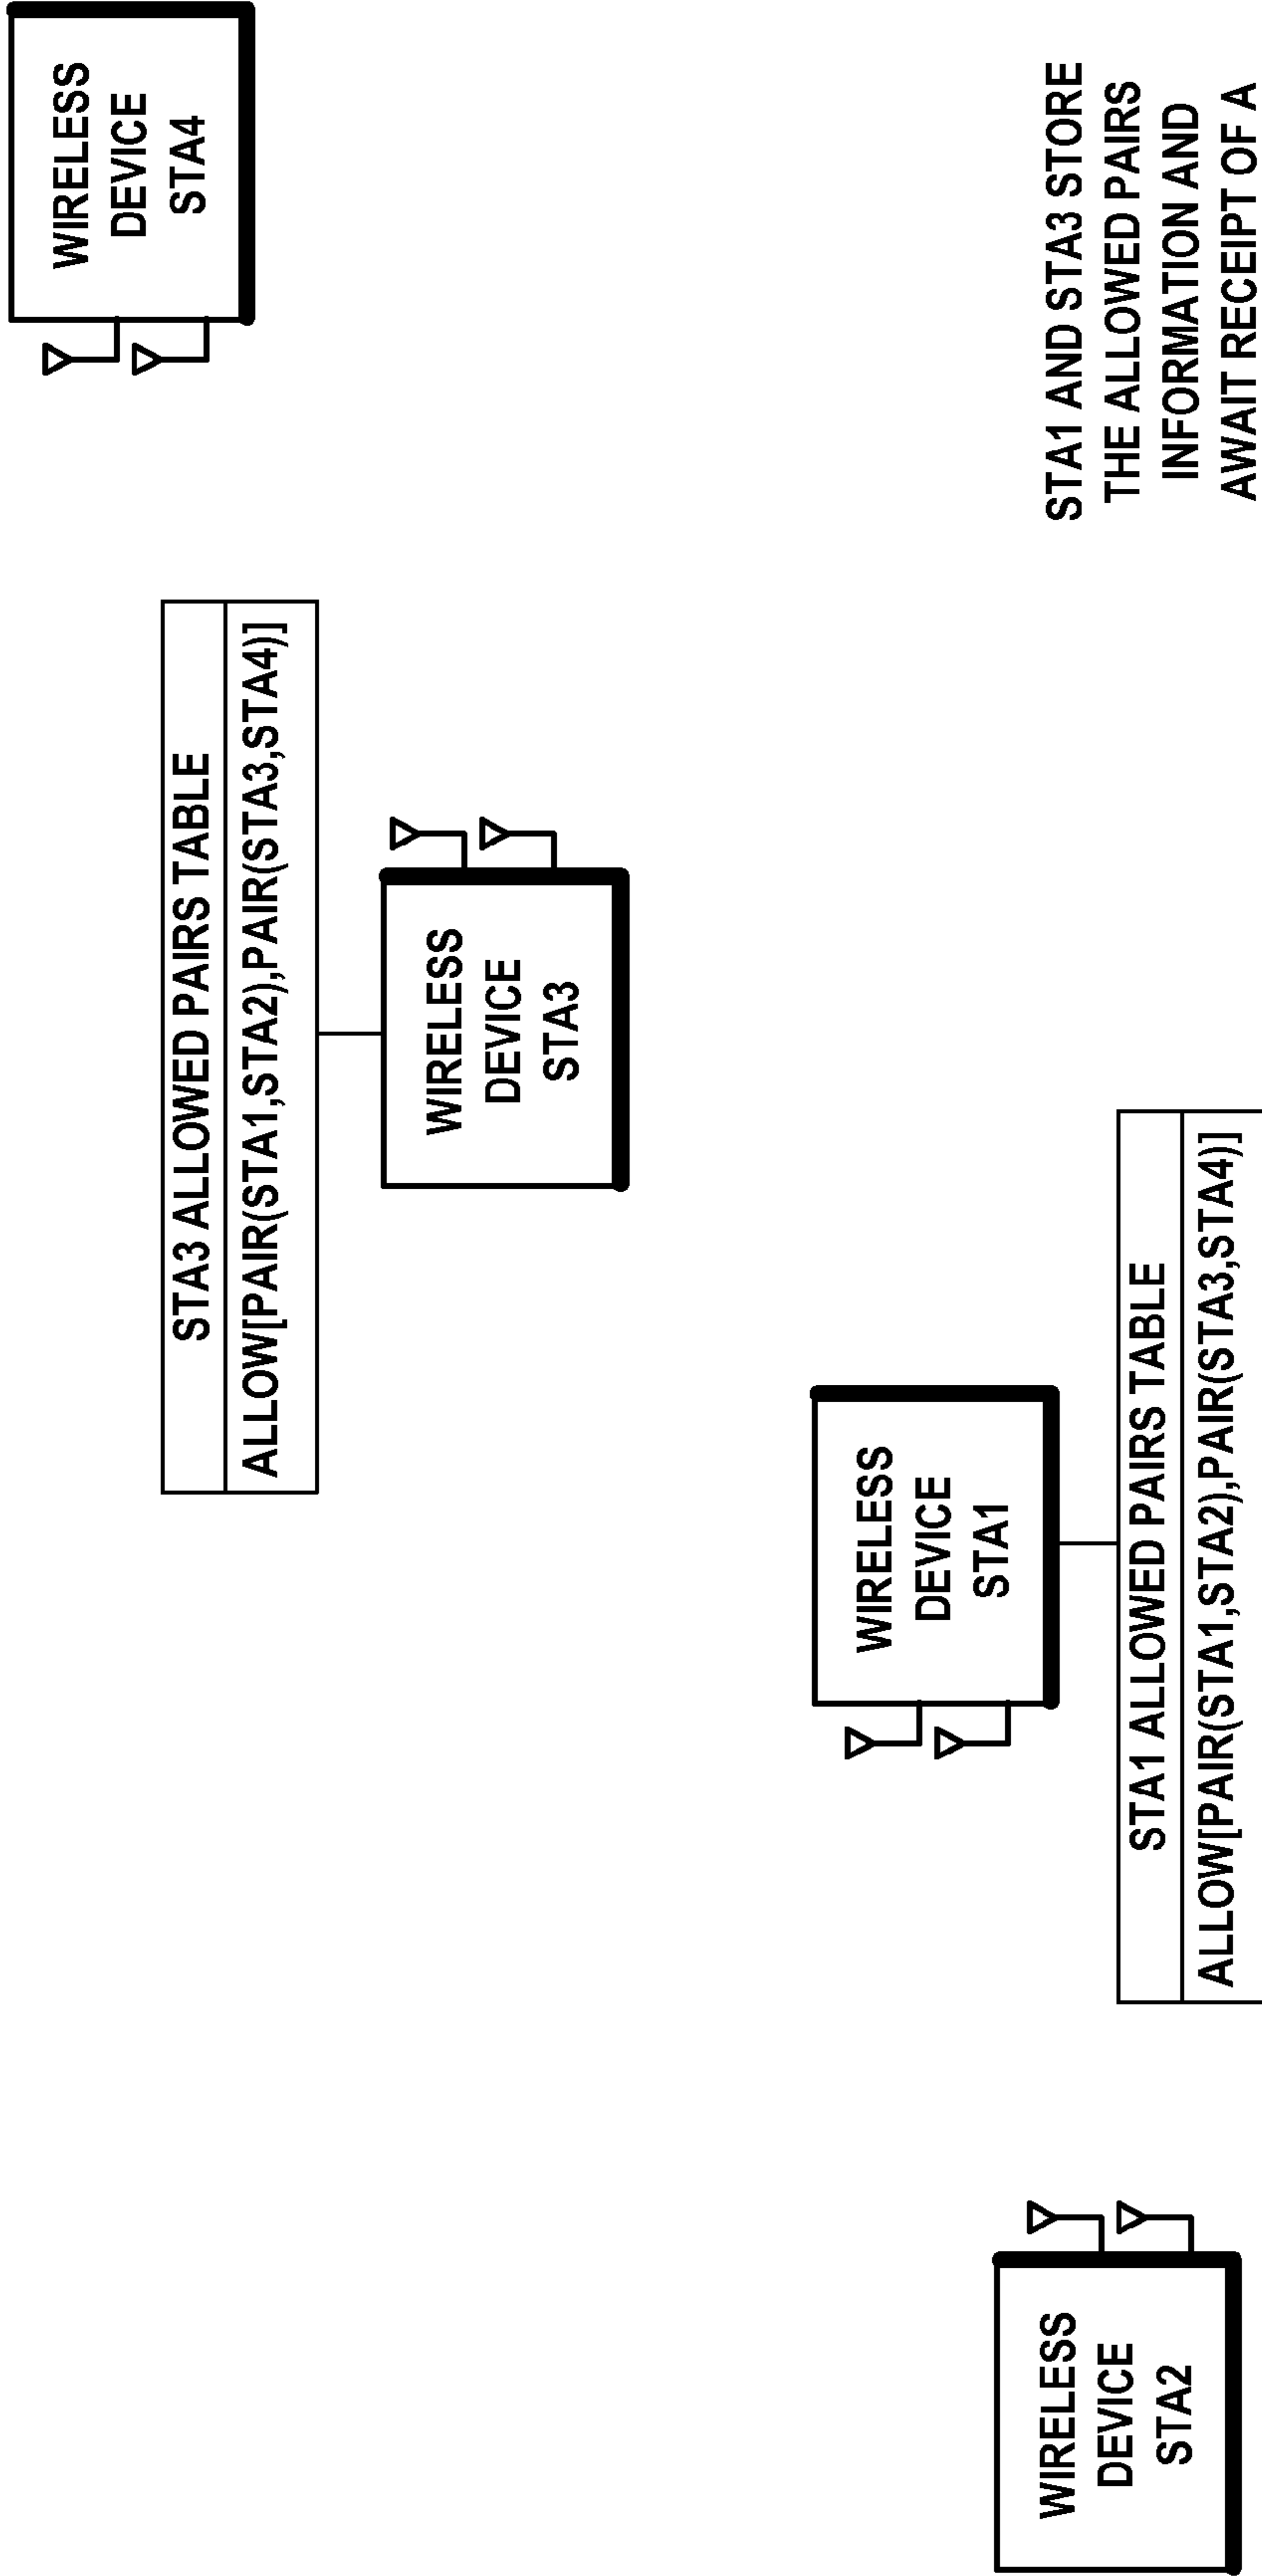 WIRELESS
DEVICE
STA4
STA3 ALLOWED PAIRS TABLE
ALLOW[PAIR(STA1,STA2),PAIR(STA3,STA4)]
WIRELESS
DEVICE
STA3
WIRELESS
DEVICE
STA1
STA1 ALLOWED PAIRS TABLE
ALLOW[PAIR(STA1,STA2),PAIR(STA3,STA4)]
WIRELESS
DEVICE
STA2
STA1 AND STA3 STORE
THE ALLOWED PAIRS
INFORMATION AND
AWAIT RECEIPT OF A